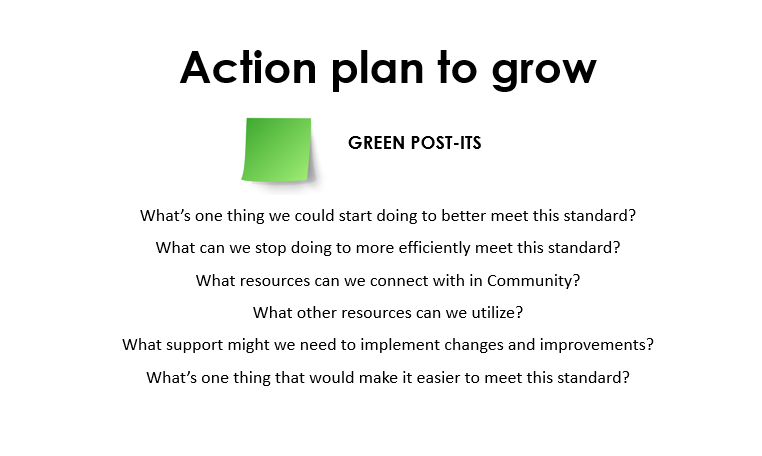 Action plan to grow
GREEN POST-ITS
What’s one thing we could start doing to better meet this standard?
What can we stop doing to more efficiently meet this standard?
What resources can we connect with in Community?
What other resources can we utilize?
What support might we need to implement changes and improvements?
What’s one thing that would make it easier to meet this standard?